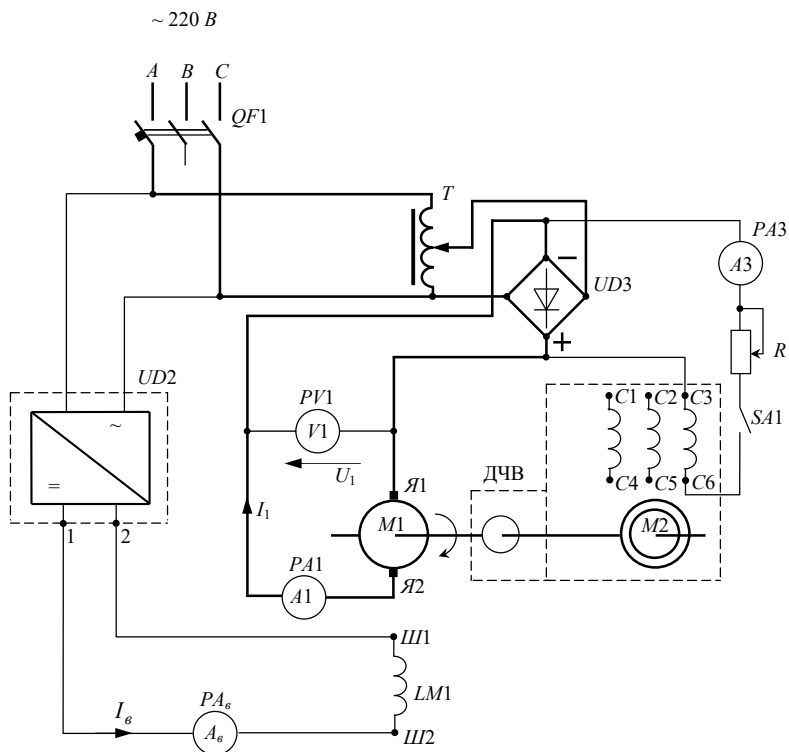 ~ 220 В
A B C
QF1
T
PA3
A3
–
UD3
+
R
UD2
~
=
PV1
V1
U1
C1 C2 C3
SA1
C4 C5 C6
ДЧВ
Я1
I1
M1
M2
1 2
PA1
A1
Я2
Ш1
LM1
Iв
PAв
Aв
Ш2